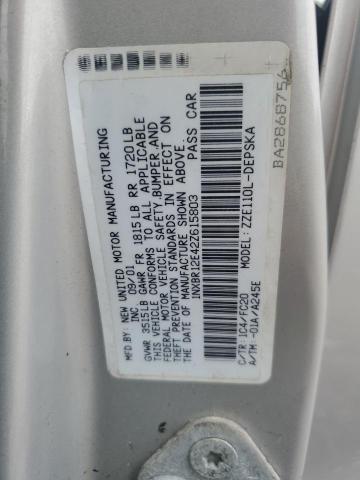 MFD.BY: NEW UNITED MOTOR MANUFACTURING
INC. 09/01
GVWR 3515LB GAWR FR 1815LB RR 1720LB
THIS VEHICLE CONFORMS TO ALL APPLICABLE
FEDERAL MOTOR VEHICLE SAFETY,BUMPER,AND
THEFT PREVENTION STANDARDS IN EFFECT ON
THE DATE OF MANUFACTURE SHOWN ABOVE.
1NXBR12E42Z615803 PASS CAR
MODEL: ZZE110L-DEPSKA
C/TR: 1C4/FC20
A/TM: -01A/A245E
BA2868756